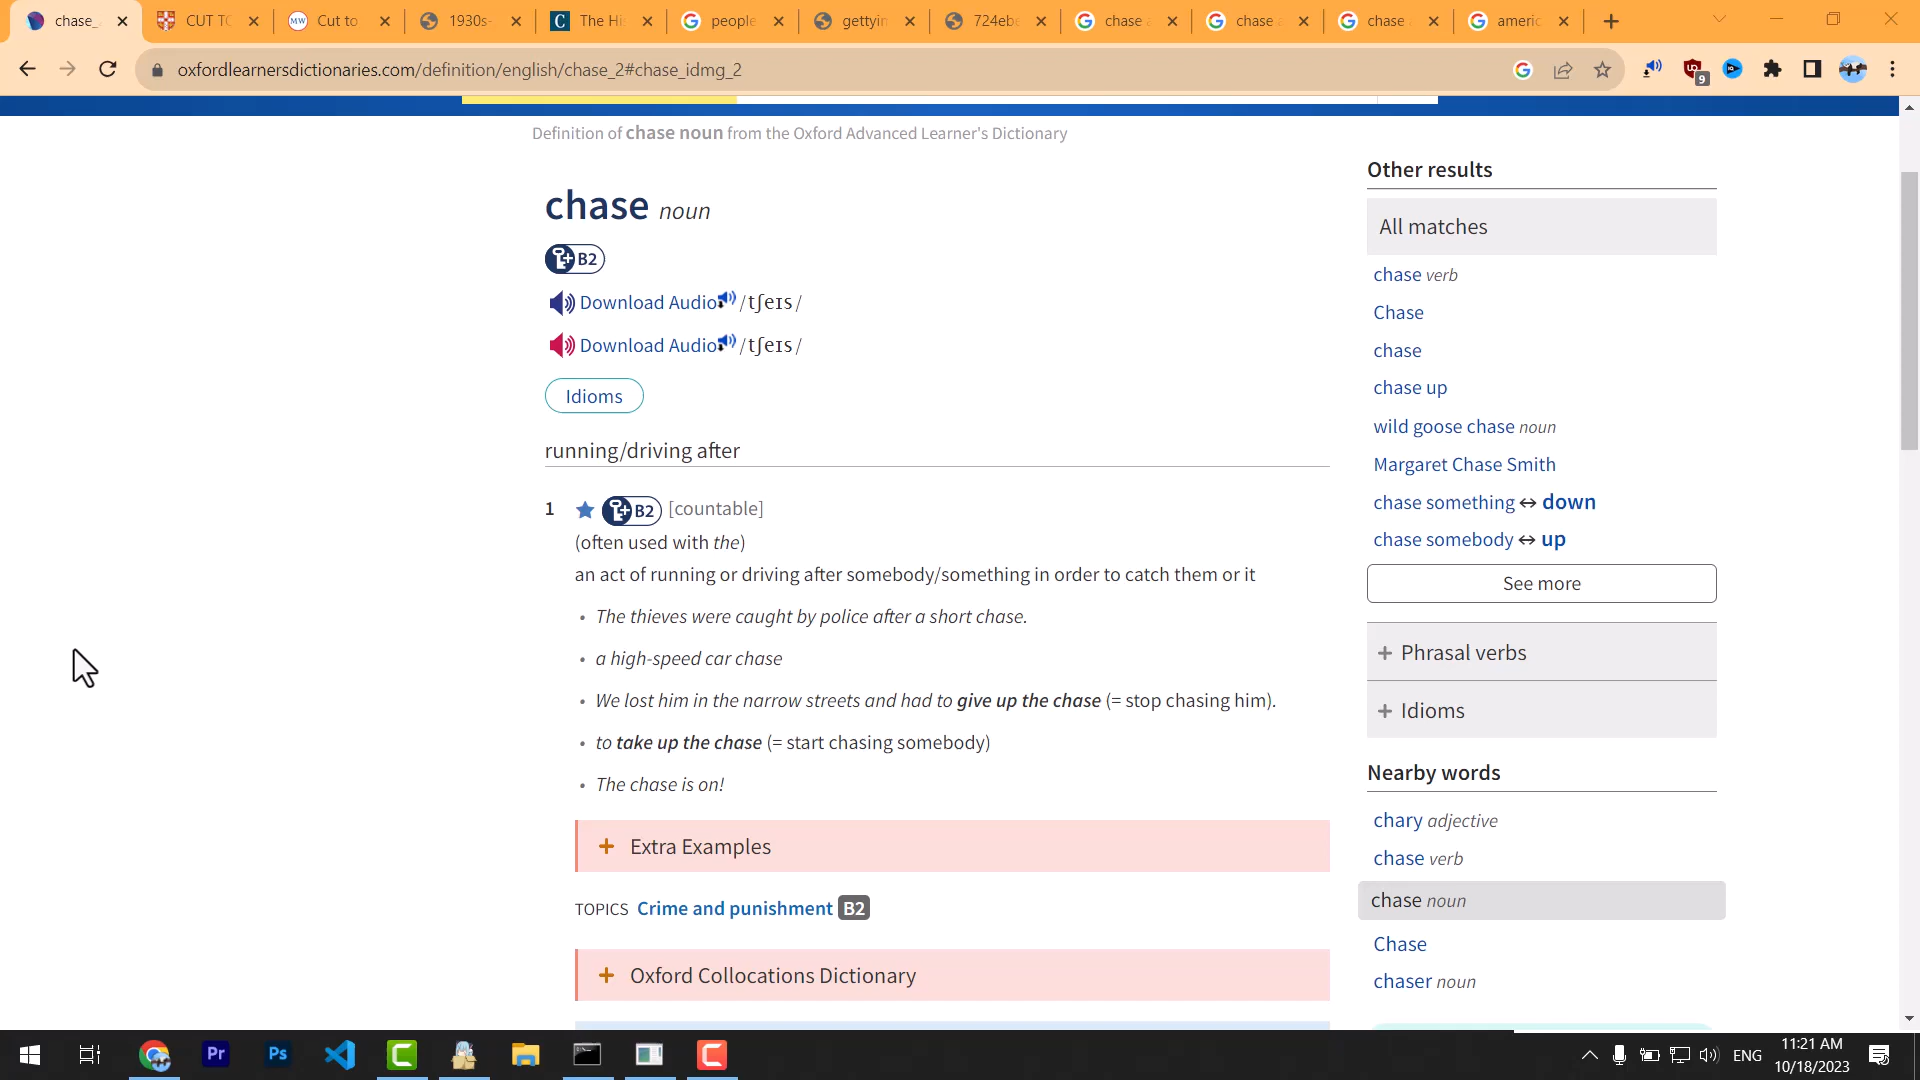 chase_
CUT TO
Cut to
1930s-
The His
people
gettyin
724ebe
chase a
chase a
chase a
americ
oxfordlearnersdictionaries.com/definition/english/chase_2#chase_idmg_2
9
Definition of chase noun from the Oxford Advanced Learner's Dictionary
chase noun
B2
Download Audio /tʃeɪs/
Download Audio /tʃeɪs/
Idioms
running/driving after
1 B2 [countable]
(often used with the)
an act of running or driving after somebody/something in order to catch them or it
• The thieves were caught by police after a short chase.
• a high-speed car chase
• We lost him in the narrow streets and had to give up the chase (= stop chasing him).
• to take up the chase (= start chasing somebody)
• The chase is on!
+ Extra Examples
TOPICS Crime and punishment B2
+ Oxford Collocations Dictionary
Other results
All matches
chase verb
Chase
chase
chase up
wild goose chase noun
Margaret Chase Smith
chase something ↔ down
chase somebody ↔ up
See more
+ Phrasal verbs
+ Idioms
Nearby words
chary adjective
chase verb
chase noun
Chase
chaser noun
Pr
Ps
ENG
11:21 AM
10/18/2023